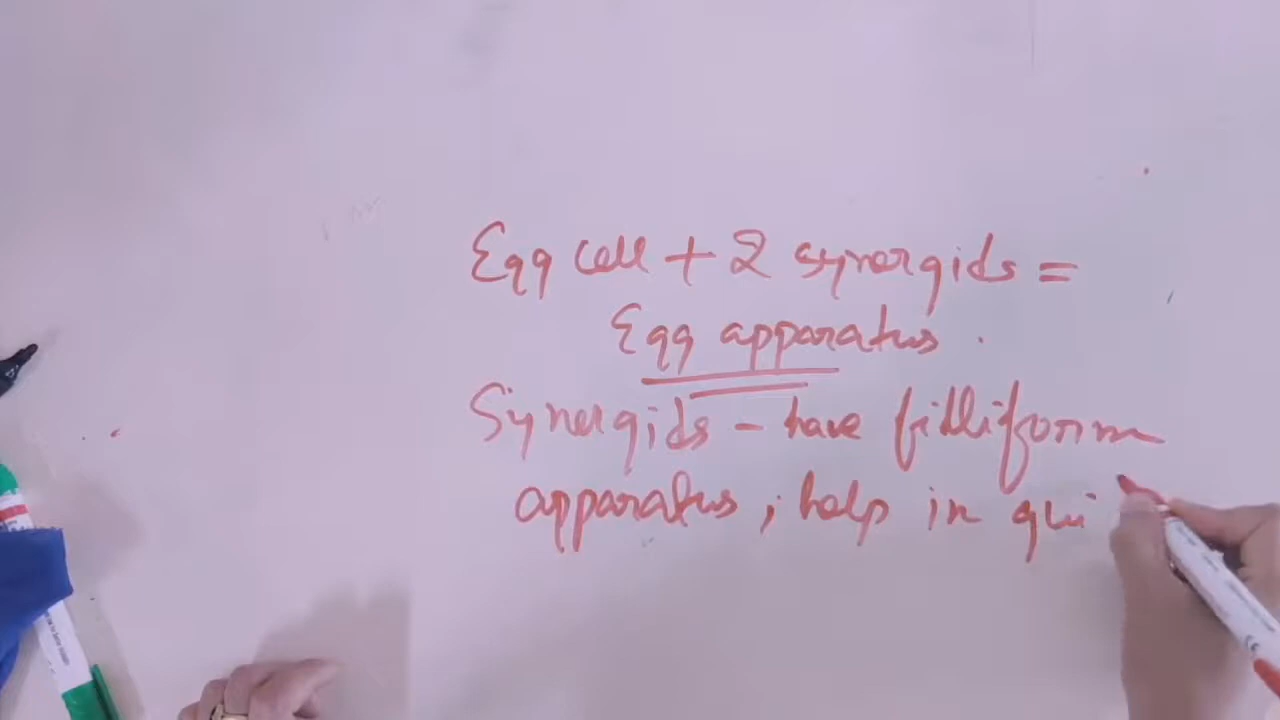 Egg cell + 2 synergids =
Egg apparatus.
Synergids - have filliform
apparatus, help in gui